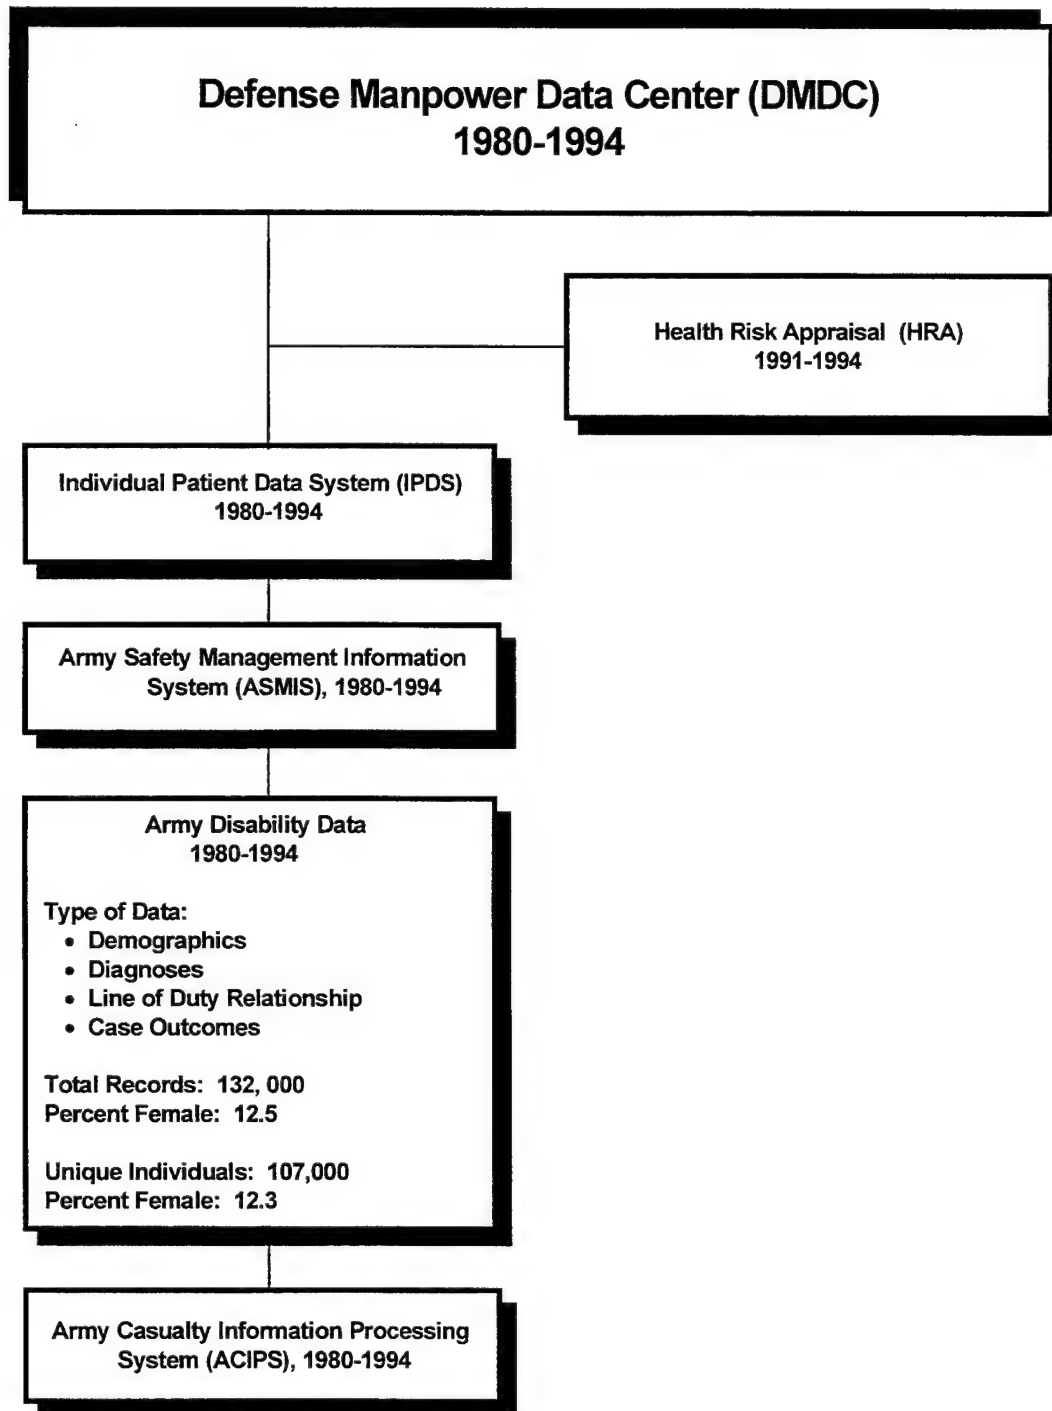 Defense Manpower Data Center (DMDC)
1980-1994
Health Risk Appraisal (HRA)
1991-1994
Individual Patient Data System (IPDS)
1980-1994
Army Safety Management Information
System (ASMIS), 1980-1994
Army Disability Data
1980-1994
Type of Data:
• Demographics
• Diagnoses
• Line of Duty Relationship
• Case Outcomes
Total Records: 132, 000
Percent Female: 12.5
Unique Individuals: 107,000
Percent Female: 12.3
Army Casualty Information Processing
System (ACIPS), 1980-1994